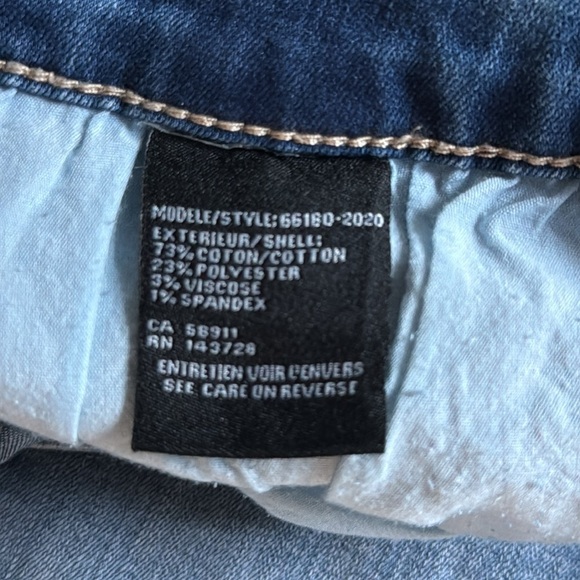 MODELE/STYLE: 66160-2020
EXTERIEUR/SHELL:
73% COTON/COTTON
23% POLYESTER
3% VISCOSE
1% SPANDEX
CA 58911
RN 143728
ENTRETIEN VOIR L'ENVERS
SEE CARE ON REVERSE